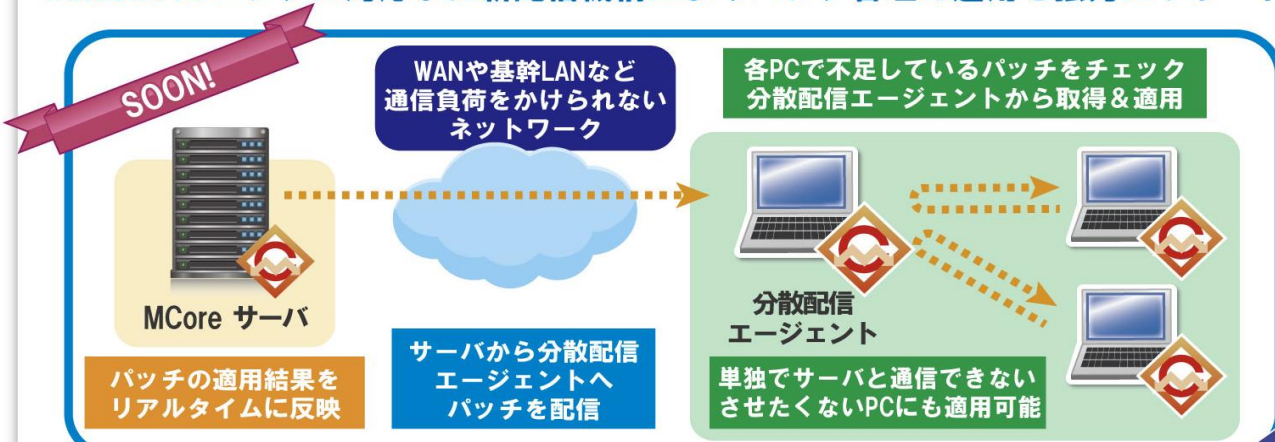 SOON!
WANや基幹LANなど
通信負荷をかけられない
ネットワーク
各PCで不足しているパッチをチェック
分散配信エージェントから取得&適用
MCore サーバ
分散配信
エージェント
パッチの適用結果を
リアルタイムに反映
サーバから分散配信
エージェントへ
パッチを配信
単独でサーバと通信できない
させたくないPCにも適用可能